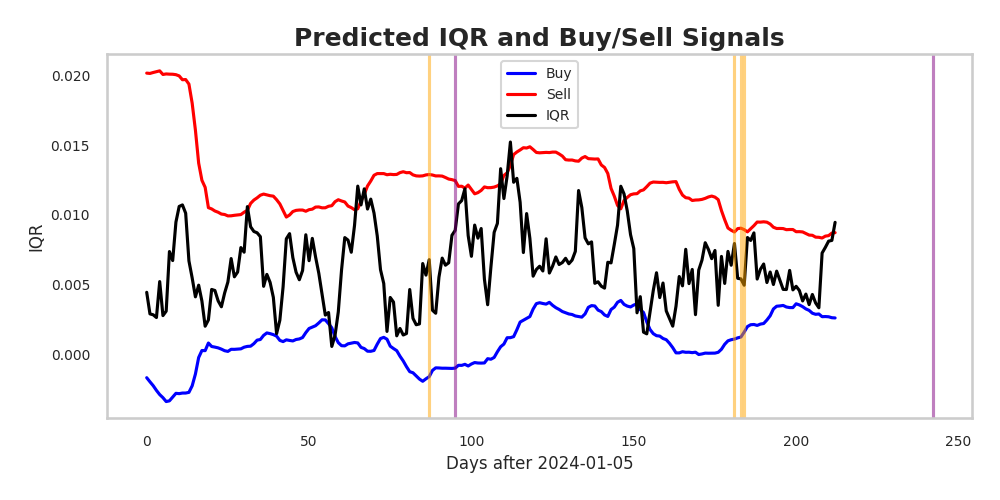 Predicted IQR and Buy/Sell Signals
Buy
Sell
IQR
0.020
0.015
0.010
0.005
0.000
IQR
0
50
100
150
200
250
Days after 2024-01-05